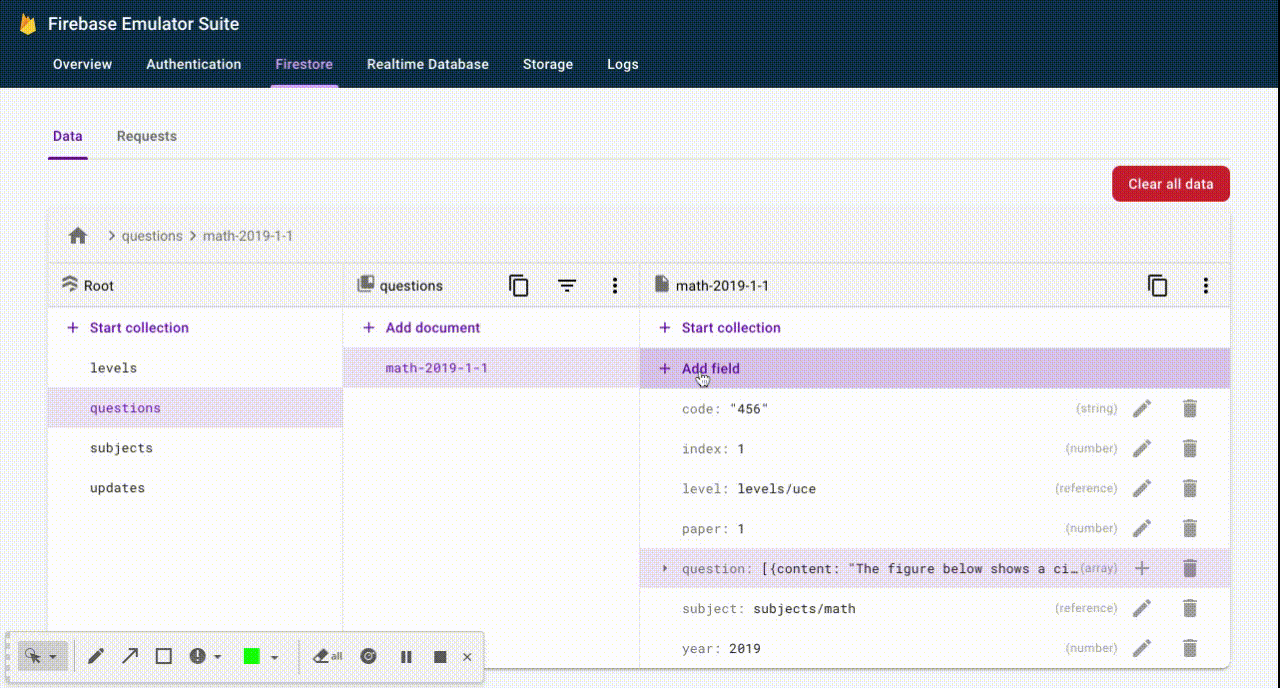 Firebase Emulator Suite
Overview Authentication Firestore Realtime Database Storage Logs
Data Requests
Clear all data
questions math-2019-1-1
Root
questions
math-2019-1-1
+ Start collection
+ Add document
+ Start collection
levels
math-2019-1-1
+ Add field
questions
code: "456" (string)
subjects
index: 1 (number)
updates
level: levels/uce (reference)
paper: 1 (number)
question: [{content: "The figure below shows a ci… (array)
subject: subjects/math (reference)
year: 2019 (number)
all